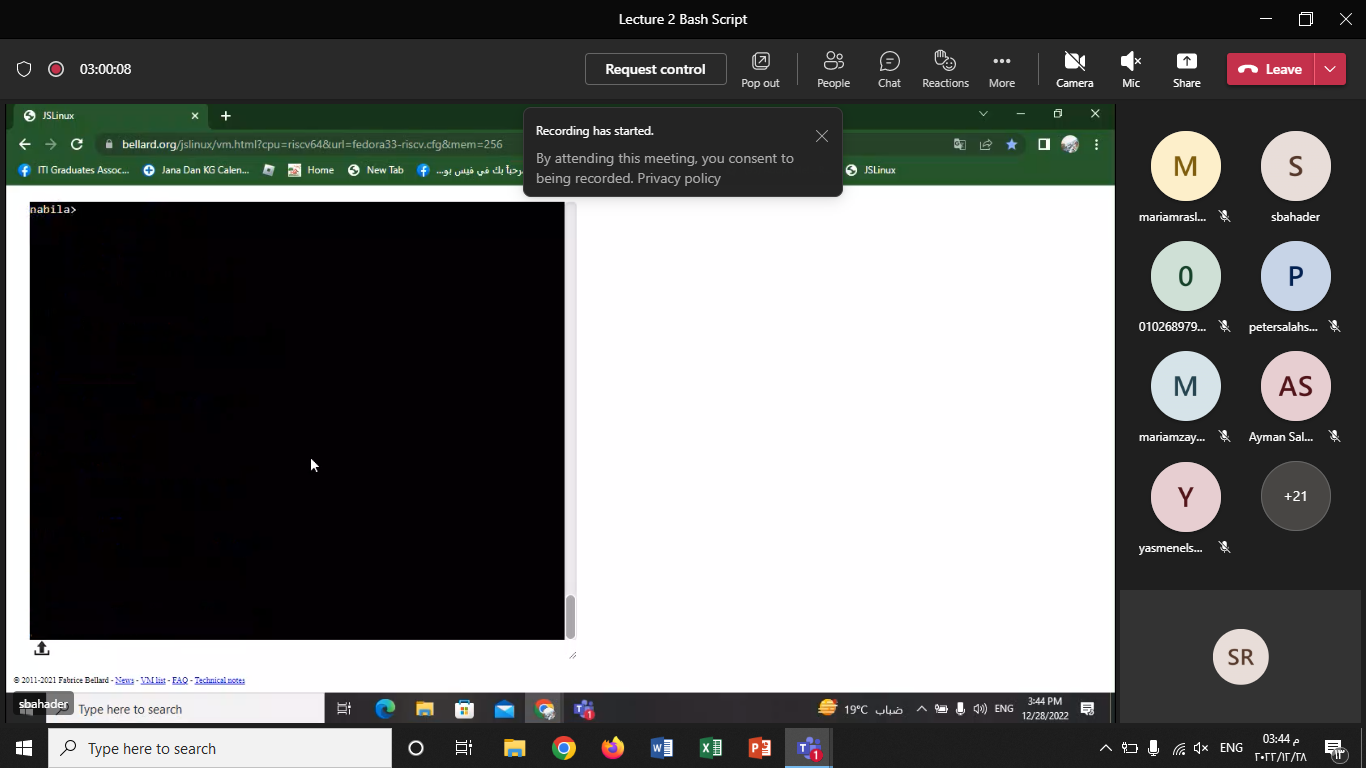 Lecture 2 Bash Script
03:00:08
Request control
Pop out
People
Chat
Reactions
More
Camera
Mic
Share
Leave
JSLinux
Recording has started.
By attending this meeting, you consent to
being recorded. Privacy policy
bellard.org/jslinux/vm.html?cpu=riscv64&url=fedora33-riscv.cfg&mem=256
ITI Graduates Assoc...
Jana Dan KG Calen...
Home
New Tab
مرحباً بك في فيس بو...
JSLinux
nabila>
© 2011-2021 Fabrice Bellard - News - VM list - FAQ - Technical notes
sbahader
Type here to search
19°C ضباب
ENG
3:44 PM
12/28/2022
M
mariamrasl...
S
sbahader
0
010268979...
P
petersalahs...
M
mariamzay...
AS
Ayman Sal...
Y
yasmenels...
+21
SR
Type here to search
1
ENG
03:44 م
٢٠٢٢/١٢/٢٨
١٣